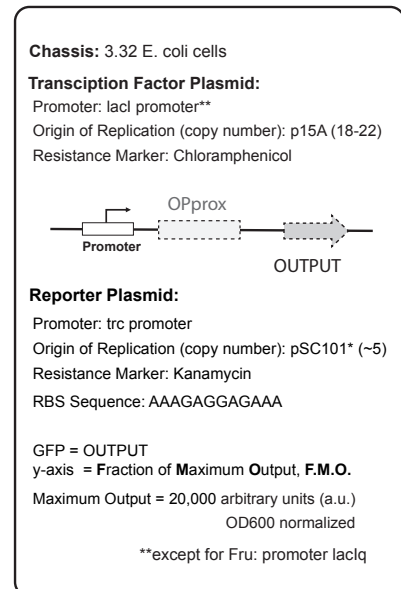 Chassis: 3.32 E. coli cells
Transciption Factor Plasmid:
Promoter: lacI promoter**
Origin of Replication (copy number): p15A (18-22)
Resistance Marker: Chloramphenicol
OPprox
Promoter
OUTPUT
Reporter Plasmid:
Promoter: trc promoter
Origin of Replication (copy number): pSC101* (~5)
Resistance Marker: Kanamycin
RBS Sequence: AAAGAGGAGAAA
GFP = OUTPUT
y-axis = Fraction of Maximum Output, F.M.O.
Maximum Output = 20,000 arbitrary units (a.u.)
OD600 normalized
**except for Fru: promoter lacIq